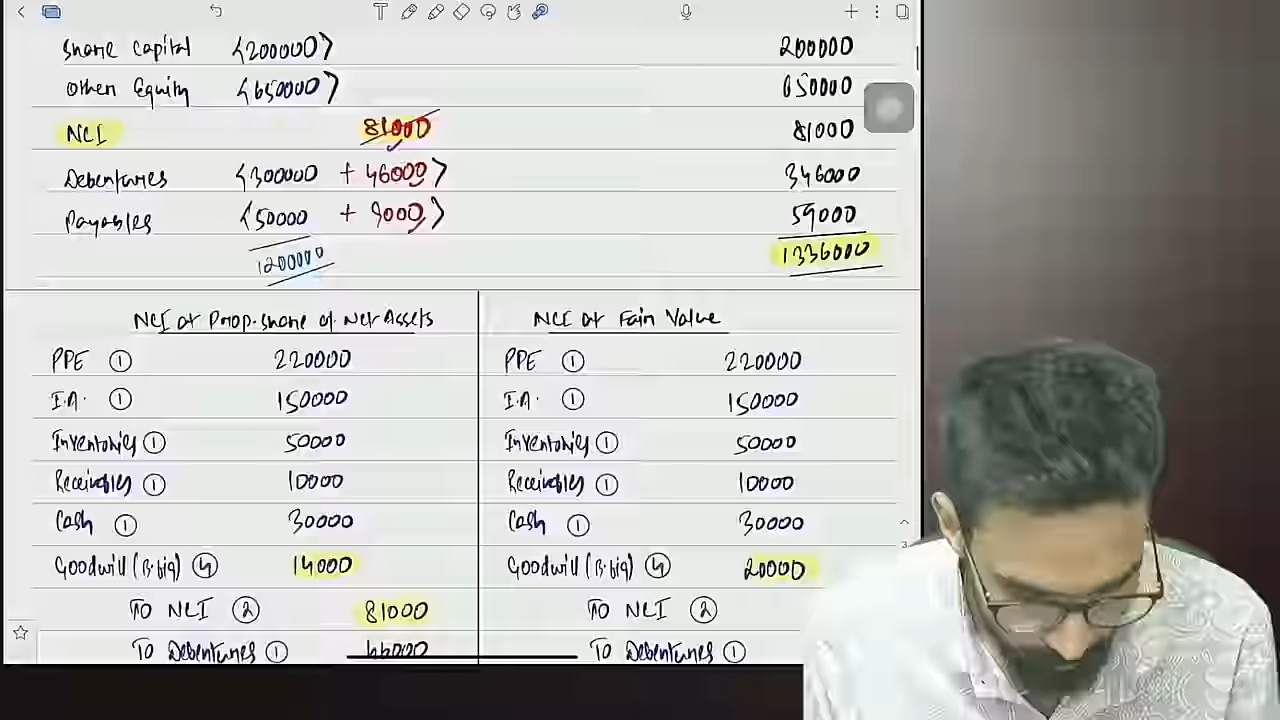 Share Capital <200000> 200000
Other Equity <650000> 650000
NCI 81000 81000
Debentures <300000 + 46000> 346000
Payables <50000 + 9000> 59000
1200000 1336000
NCI at Prop. share of Net Assets
PPE ① 220000
I.A. ① 150000
Inventories ① 50000
Receivables ① 10000
Cash ① 30000
Goodwill (B.fig) ④ 14000
TO NCI ② 81000
TO Debentures ①
NCI at Fair Value
PPE ① 220000
I.A. ① 150000
Inventories ① 50000
Receivables ① 10000
Cash ① 30000
Goodwill (B.fig) ④ 20000
TO NCI ②
TO Debentures ①